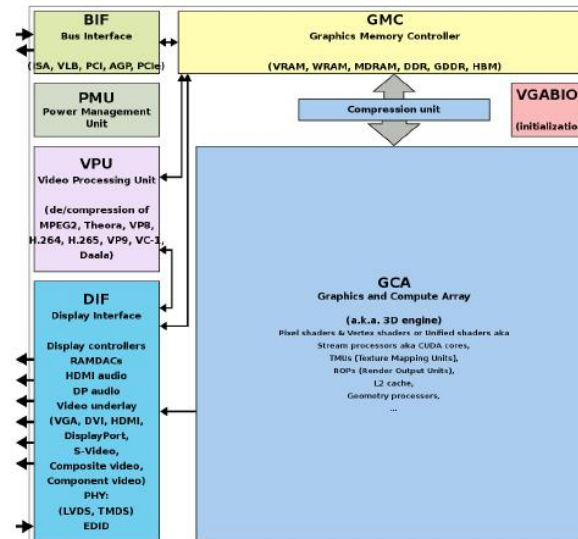 BIF
Bus Interface
(ISA, VLB, PCI, AGP, PCIe)
GMC
Graphics Memory Controller
(VRAM, WRAM, MDRAM, DDR, GDDR, HBM)
PMU
Power Management
Unit
Compression unit
VGABIO
(initializatio
VPU
Video Processing Unit
(de/compression of
MPEG2, Theora, VP8,
H.264, H.265, VP9, VC-1,
Daala)
GCA
Graphics and Compute Array
(a.k.a. 3D engine)
Pixel shaders & Vertex shaders or Unified shaders aka
Stream processors aka CUDA cores,
TMUs (Texture Mapping Units),
ROPs (Render Output Units),
L2 cache,
Geometry processors,
...
DIF
Display Interface
Display controllers
RAMDACs
HDMI audio
DP audio
Video underlay
(VGA, DVI, HDMI,
DisplayPort,
S-Video,
Composite video,
Component video)
PHY:
(LVDS, TMDS)
EDID